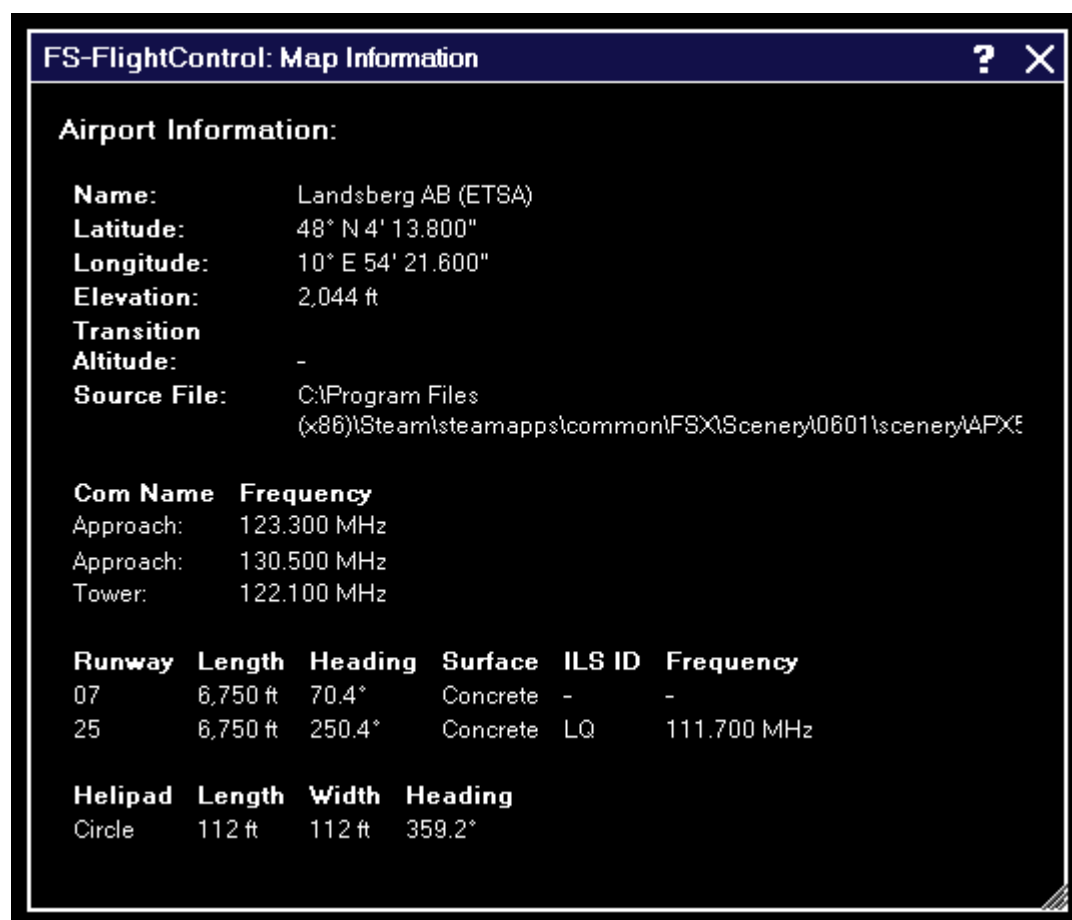 FS-FlightControl: Map Information ? X
Airport Information:
Name: Landsberg AB (ETSA)
Latitude: 48° N 4' 13.800"
Longitude: 10° E 54' 21.600"
Elevation: 2,044 ft
Transition
Altitude: -
Source File: C:\Program Files
(x86)\Steam\steamapps\common\FSX\Scenery\0601\scenery\APX5
Com Name Frequency
Approach: 123.300 MHz
Approach: 130.500 MHz
Tower: 122.100 MHz
Runway Length Heading Surface ILS ID Frequency
07 6,750 ft 70.4° Concrete - -
25 6,750 ft 250.4° Concrete LQ 111.700 MHz
Helipad Length Width Heading
Circle 112 ft 112 ft 359.2°